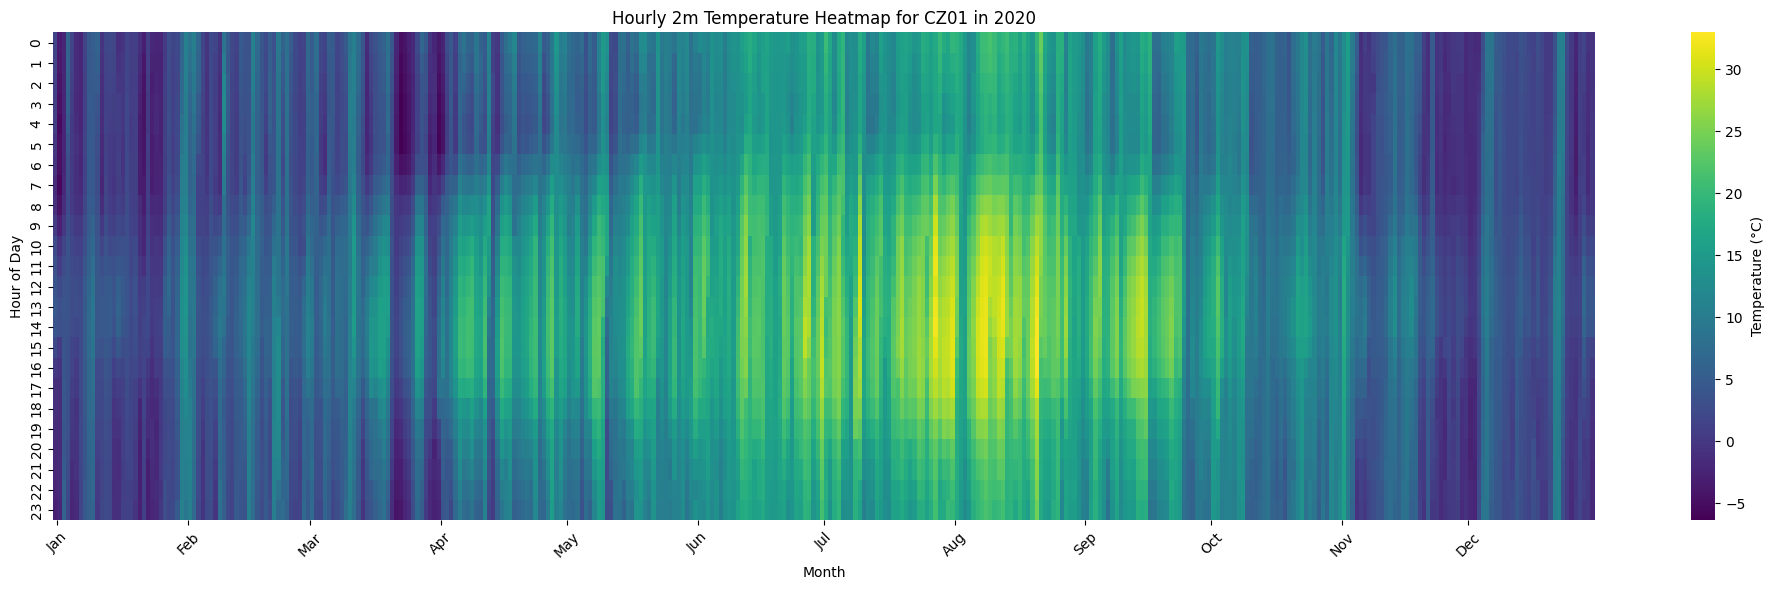 Hourly 2m Temperature Heatmap for CZ01 in 2020
Hour of Day
0
1
2
3
4
5
6
7
8
9
10
11
12
13
14
15
16
17
18
19
20
21
22
23
Jan
Feb
Mar
Apr
May
Jun
Jul
Aug
Sep
Oct
Nov
Dec
Month
30
25
20
15
10
5
0
−5
Temperature (°C)